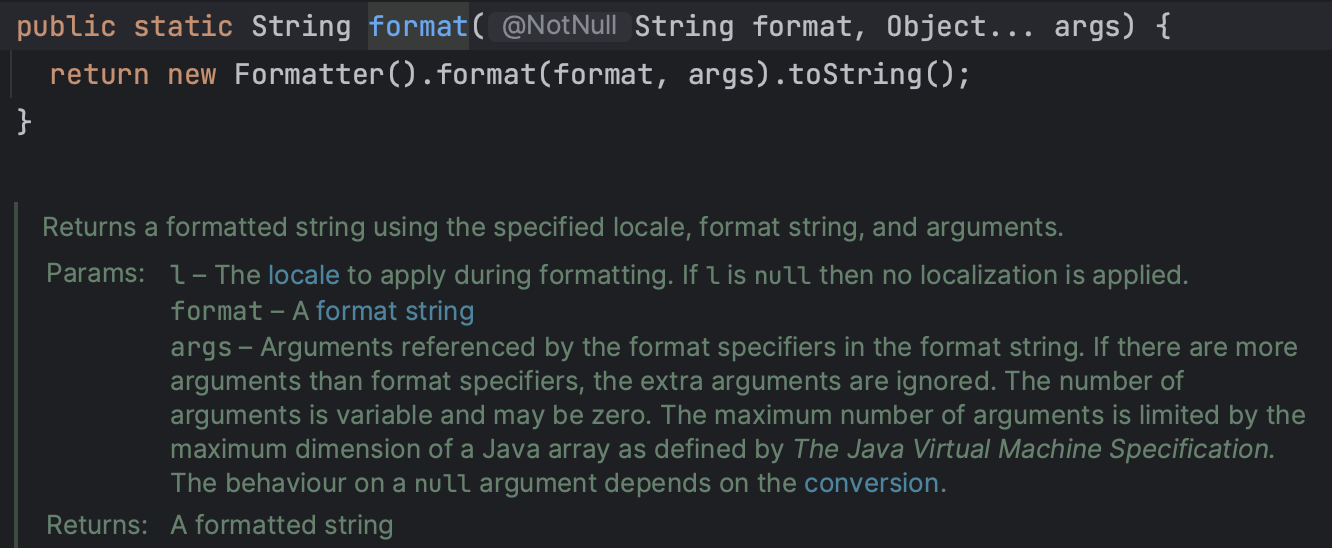 public static String format( @NotNull String format, Object... args) {
return new Formatter().format(format, args).toString();
}
Returns a formatted string using the specified locale, format string, and arguments.
Params: l – The locale to apply during formatting. If l is null then no localization is applied.
format – A format string
args – Arguments referenced by the format specifiers in the format string. If there are more
arguments than format specifiers, the extra arguments are ignored. The number of
arguments is variable and may be zero. The maximum number of arguments is limited by the
maximum dimension of a Java array as defined by The Java Virtual Machine Specification.
The behaviour on a null argument depends on the conversion.
Returns: A formatted string